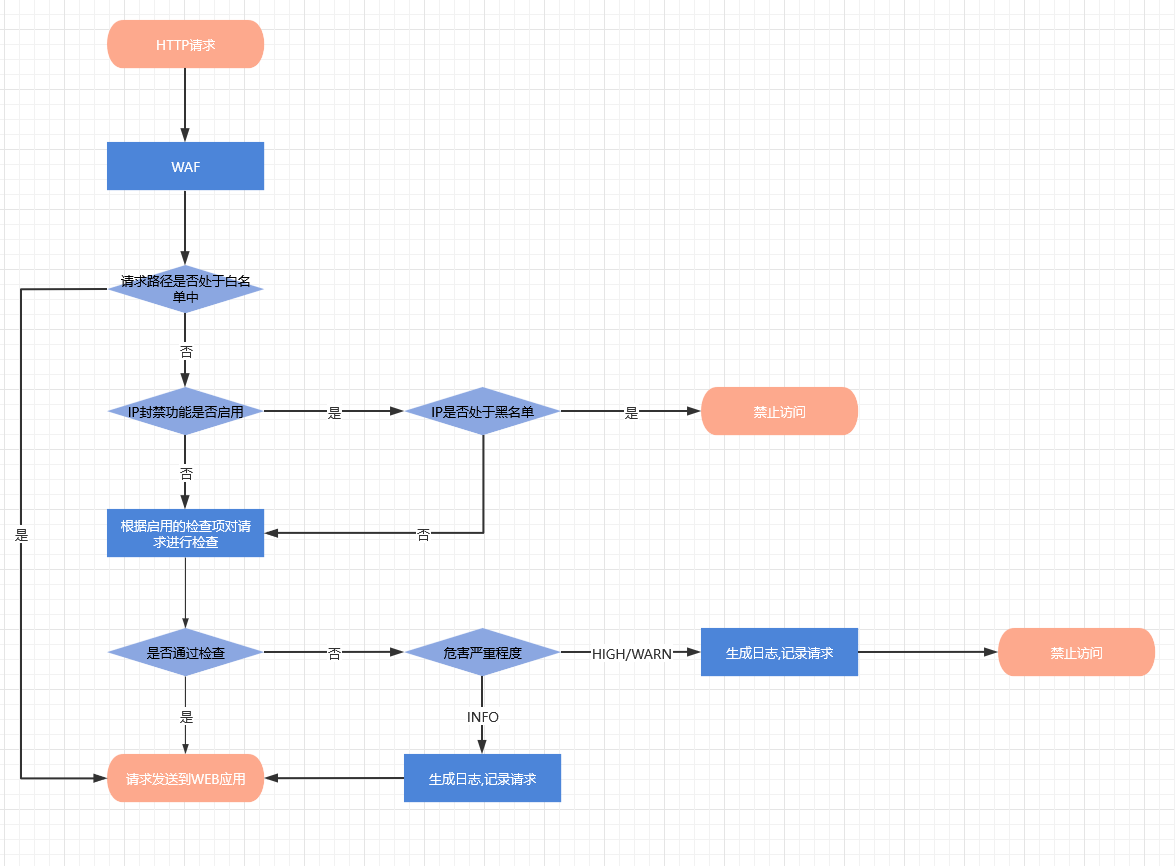 HTTP请求
WAF
请求路径是否处于白名
单中
否
IP封禁功能是否启用
是
IP是否处于黑名单
是
禁止访问
否
根据启用的检查项对请
求进行检查
否
是
是否通过检查
否
危害严重程度
HIGH/WARN
生成日志,记录请求
禁止访问
是
INFO
请求发送到WEB应用
生成日志,记录请求